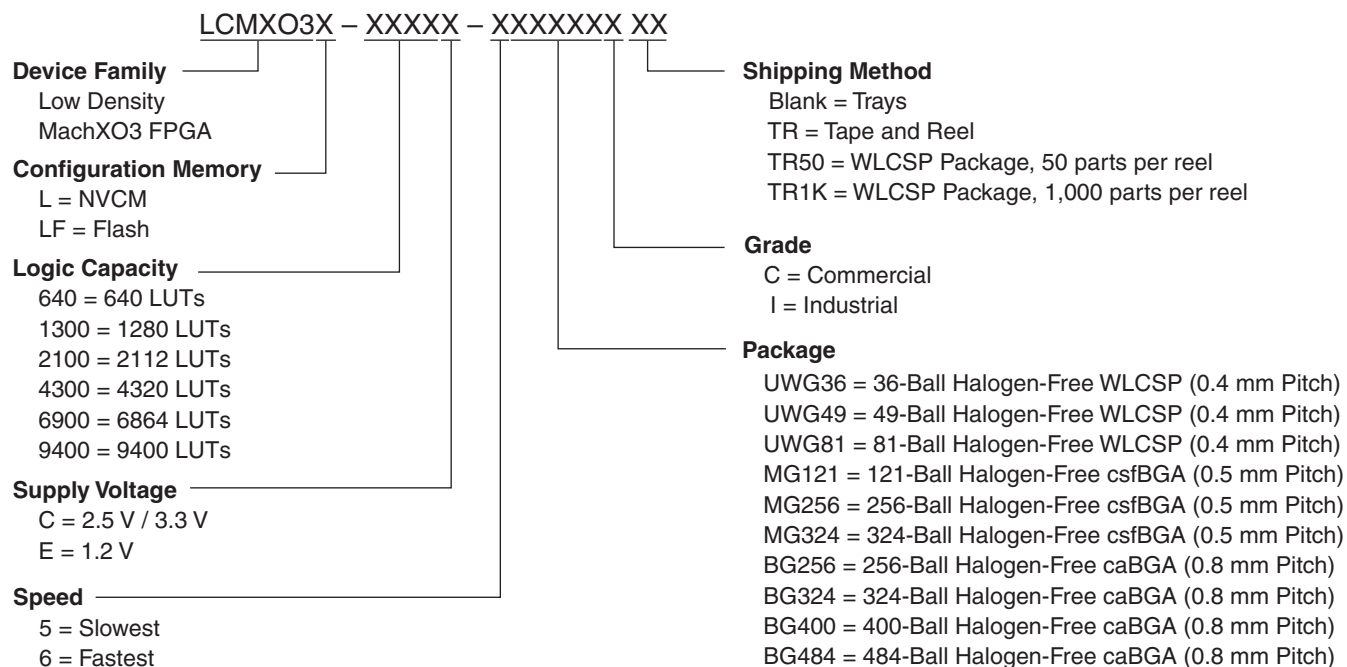 LCMXO3X – XXXXX – XXXXXXX XX
Device Family
Low Density
MachXO3 FPGA
Configuration Memory
L = NVCM
LF = Flash
Logic Capacity
640 = 640 LUTs
1300 = 1280 LUTs
2100 = 2112 LUTs
4300 = 4320 LUTs
6900 = 6864 LUTs
9400 = 9400 LUTs
Supply Voltage
C = 2.5 V / 3.3 V
E = 1.2 V
Speed
5 = Slowest
6 = Fastest
Shipping Method
Blank = Trays
TR = Tape and Reel
TR50 = WLCSP Package, 50 parts per reel
TR1K = WLCSP Package, 1,000 parts per reel
Grade
C = Commercial
I = Industrial
Package
UWG36 = 36-Ball Halogen-Free WLCSP (0.4 mm Pitch)
UWG49 = 49-Ball Halogen-Free WLCSP (0.4 mm Pitch)
UWG81 = 81-Ball Halogen-Free WLCSP (0.4 mm Pitch)
MG121 = 121-Ball Halogen-Free csfBGA (0.5 mm Pitch)
MG256 = 256-Ball Halogen-Free csfBGA (0.5 mm Pitch)
MG324 = 324-Ball Halogen-Free csfBGA (0.5 mm Pitch)
BG256 = 256-Ball Halogen-Free caBGA (0.8 mm Pitch)
BG324 = 324-Ball Halogen-Free caBGA (0.8 mm Pitch)
BG400 = 400-Ball Halogen-Free caBGA (0.8 mm Pitch)
BG484 = 484-Ball Halogen-Free caBGA (0.8 mm Pitch)